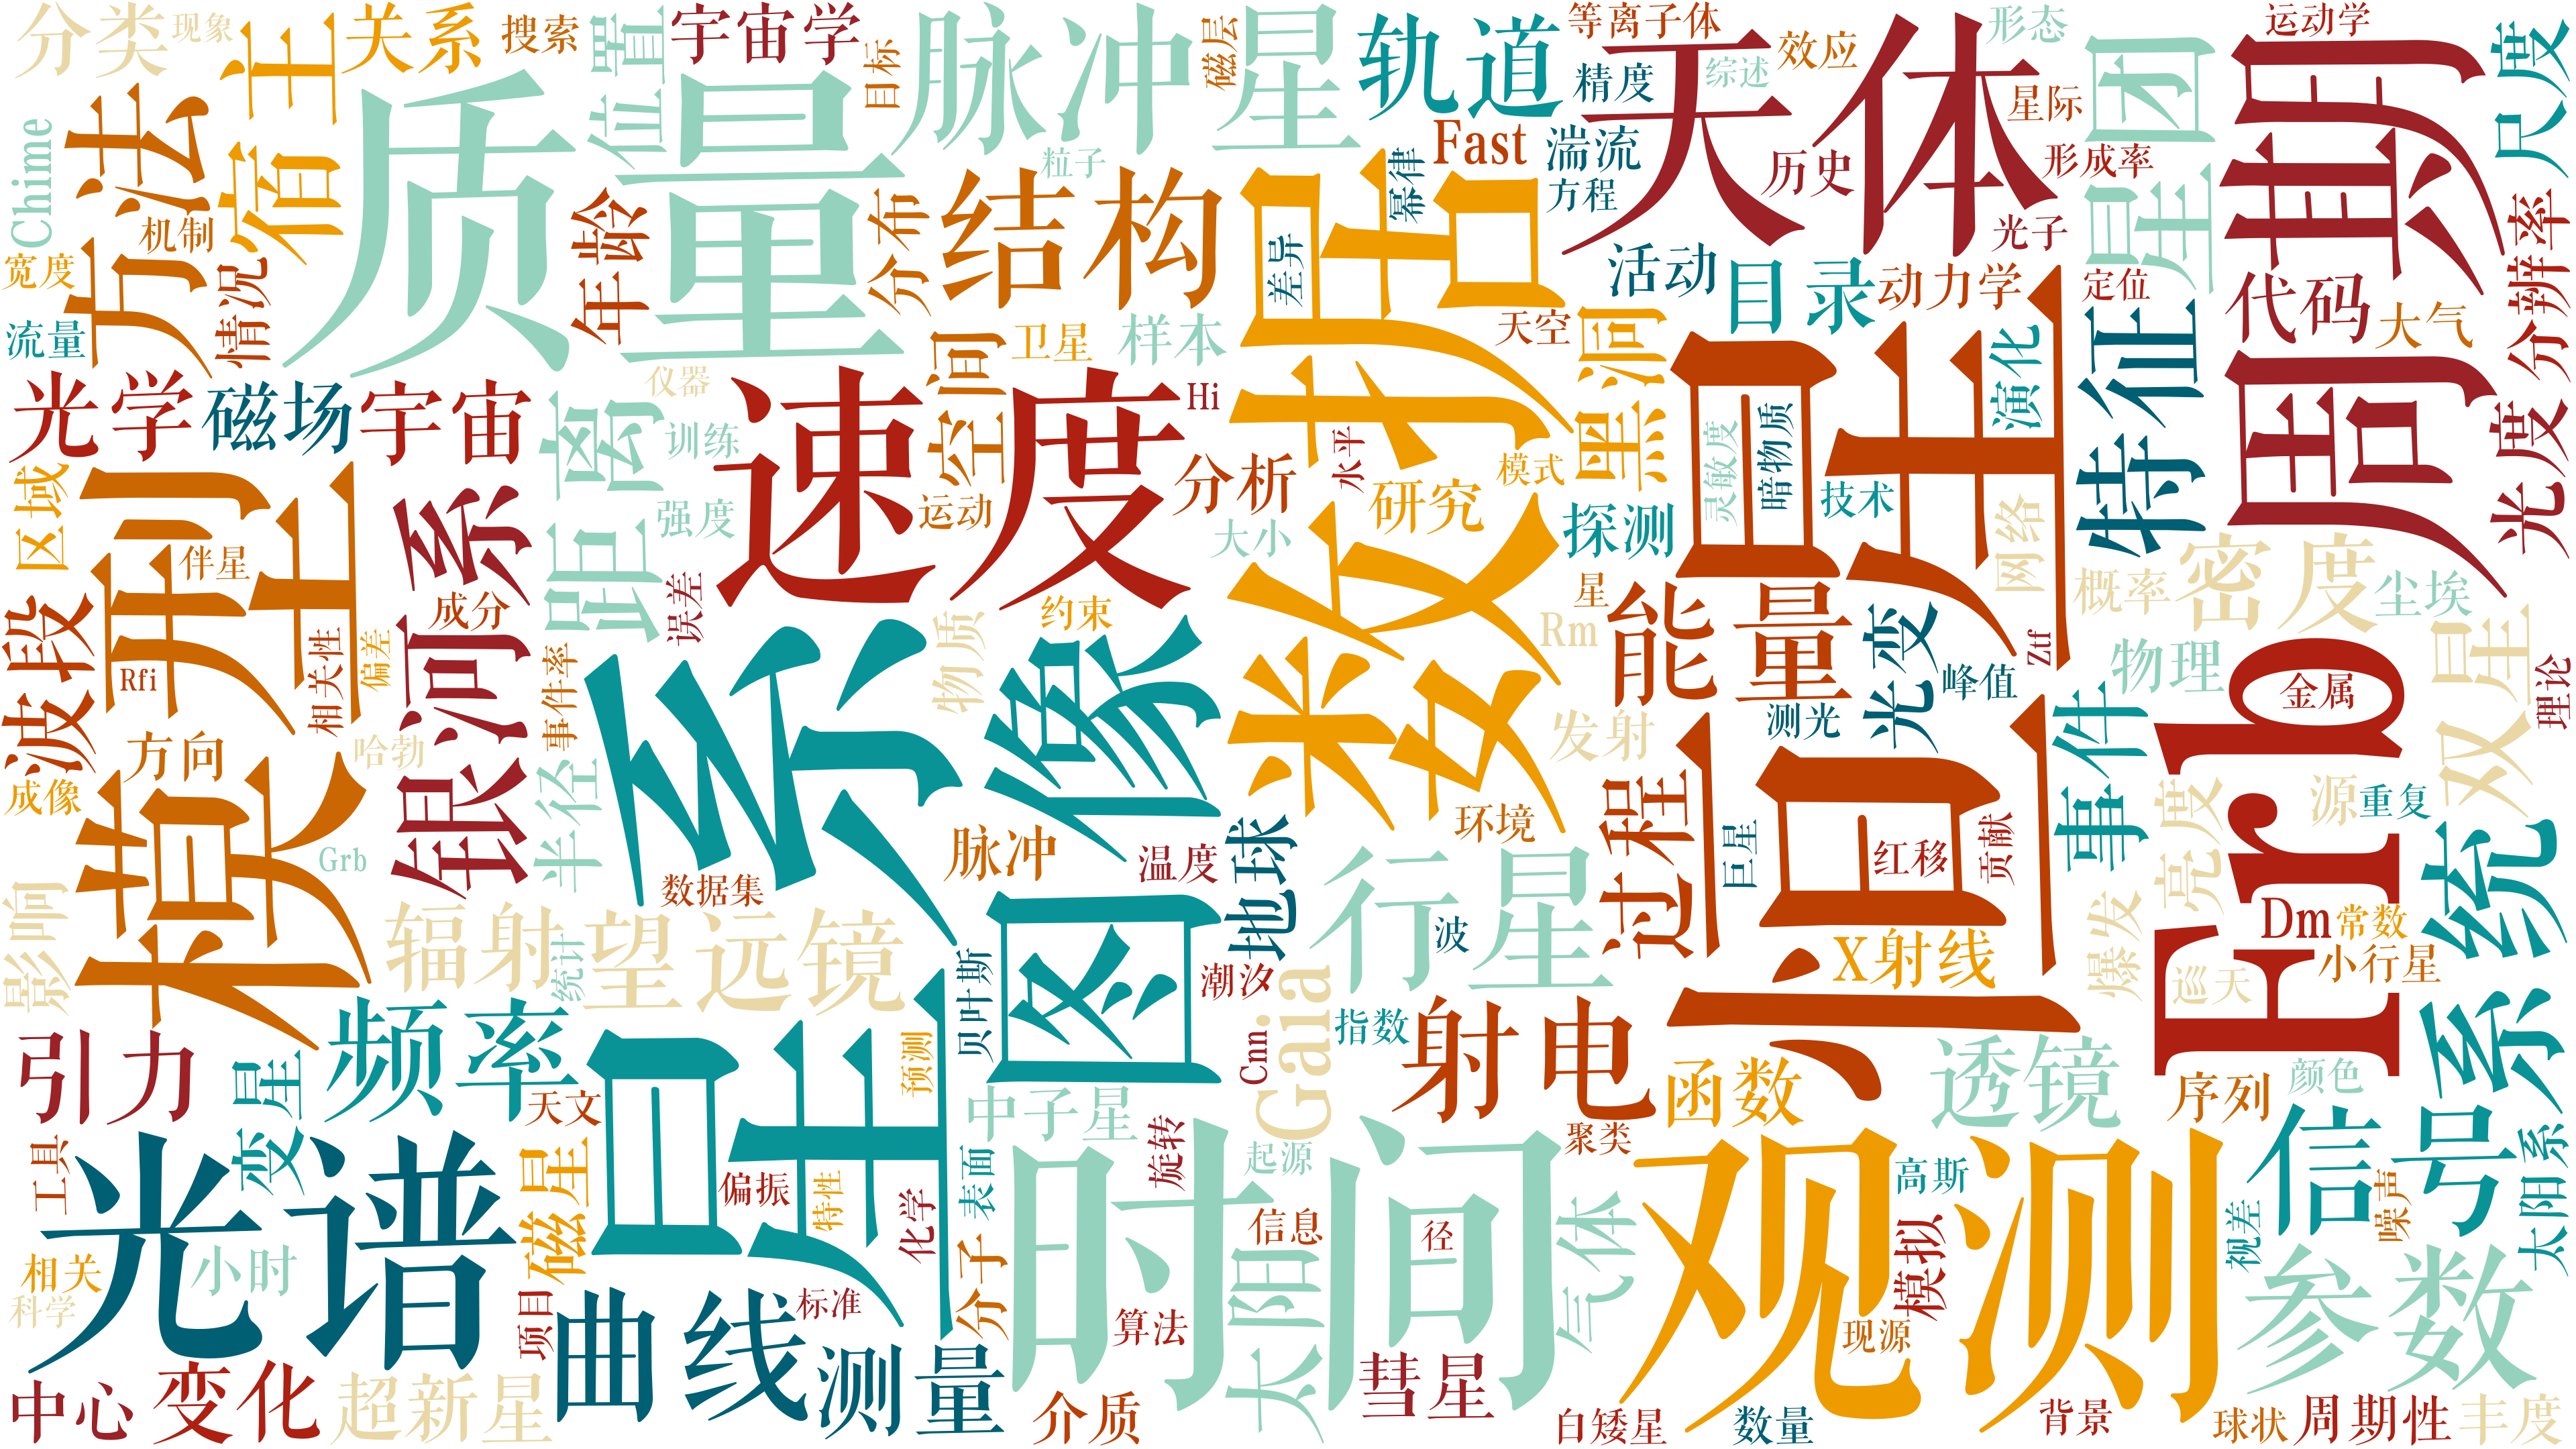 分类
现象
宿主
关系
搜索
位置
宇宙学
目标
脉冲星
磁层
轨道
等离子体
效应
形态
运动学
尺度
精度
综述
天体
星际
星团
周期
Chime
方法
质量
粒子
Fast
湍流
历史
形成率
机制
年龄
分布
结构
幂律
方程
光子
分辨率
宽度
情况
数据
差异
活动
目录
动力学
定位
代码
大气
流量
空间
卫星
样本
天空
黑洞
恒星
演化
特征
光学
磁场
宇宙
仪器
速度
Hi
光度
距离
训练
水平
灵敏度
暗物质
区域
模型
银河系
强度
运动
分析
大小
研究
模式
探测
技术
网络
伴星
成分
误差
约束
星
Rm
能量
光变
Ztf
概率
密度
尘埃
波段
Rfi
相关性
偏差
事件率
星系
物质
图像
峰值
物理
Frb
金属
双星
理论
方向
哈勃
发射
测光
事件
成像
半径
环境
过程
巨星
星暴
红移
贡献
亮度
源
重复
系统
Grb
脉冲
温度
地球
行星
影响
数据集
波
X射线
爆发
Dm
常数
辐射
望远镜
统计
贝叶斯
潮汐
Gaia
巡天
小行星
引力
变星
频率
天文
预测
Cnn
指数
射电
函数
透镜
序列
颜色
中子星
旋转
起源
聚类
信号
太阳系
工具
光谱
磁星
偏振
特性
化学
表面
时间
观测
高斯
噪声
视差
相关
小时
分子
信息
径
气体
模拟
参数
科学
项目
曲线
标准
算法
太阳
现源
中心
变化
超新星
测量
介质
彗星
白矮星
数量
背景
球状
周期性
丰度